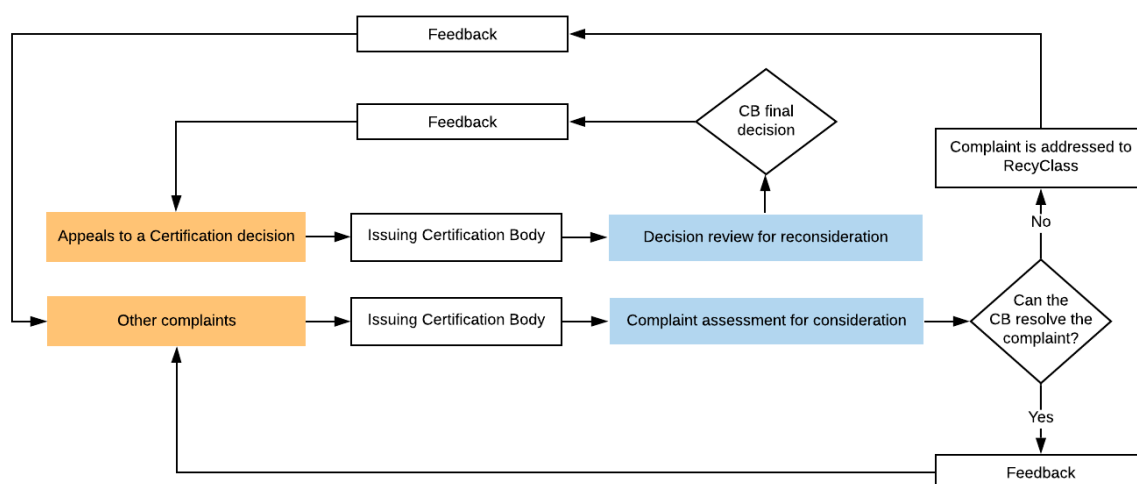 Feedback
Feedback
CB final
decision
Complaint is addressed to
RecyClass
Appeals to a Certification decision
Issuing Certification Body
Decision review for reconsideration
No
Other complaints
Issuing Certification Body
Complaint assessment for consideration
Can the
CB resolve the
complaint?
Yes
Feedback